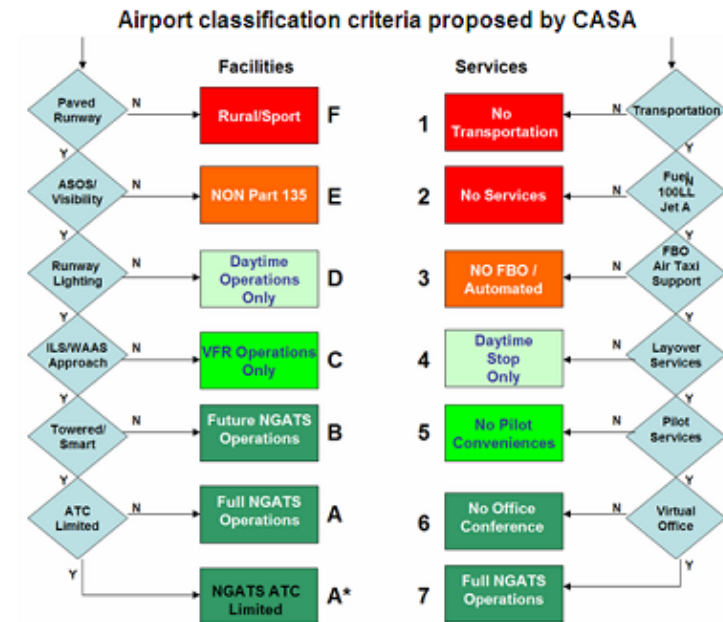 Airport classification criteria proposed by CASA
Facilities
Services
Paved
Runway
N
Rural/Sport
F
1
No
Transportation
N
Transportation
Y
Y
ASOS/
Visibility
N
NON Part 135
E
2
No Services
N
Fuel
N
100LL
Jet A
Y
Y
Runway
Lighting
N
Daytime
Operations
Only
D
3
NO FBO /
Automated
N
FBO
Air Taxi
Support
Y
Y
ILS/WAAS
Approach
N
VFR Operations
Only
C
4
Daytime
Stop
Only
N
Layover
Services
Y
Y
Towered/
Smart
N
Future NGATS
Operations
B
5
No Pilot
Conveniences
N
Pilot
Services
Y
Y
ATC
Limited
N
Full NGATS
Operations
A
6
No Office
Conference
N
Virtual
Office
Y
Y
NGATS ATC
Limited
A*
7
Full NGATS
Operations